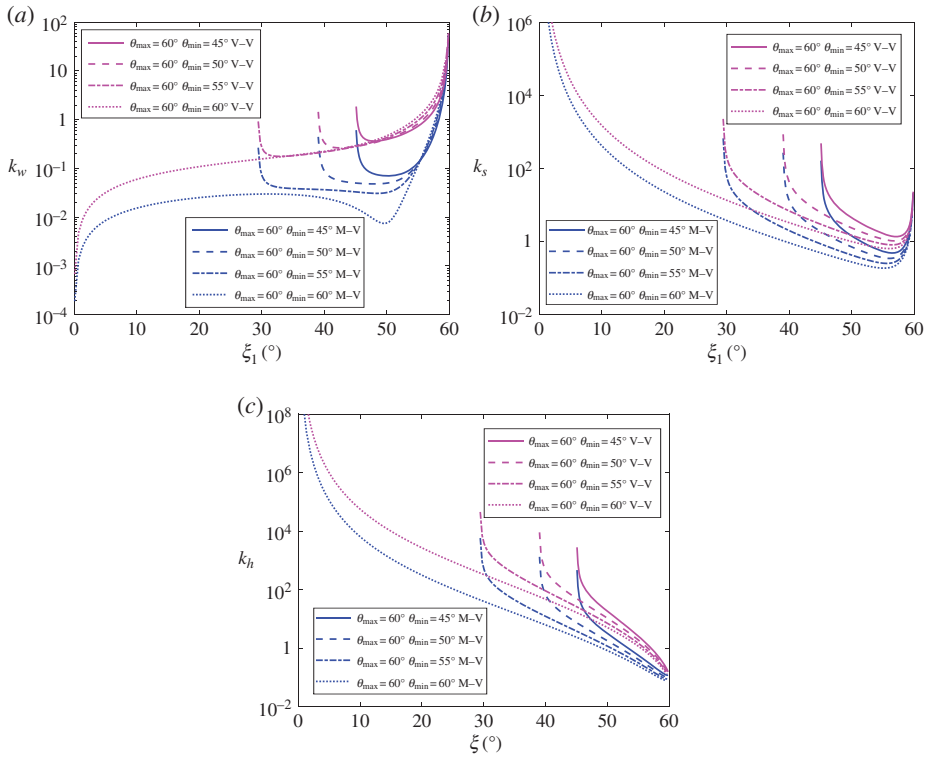 (a)
10²
10
1
10⁻¹
10⁻²
10⁻³
10⁻⁴
k_w
θmax = 60° θmin = 45° V–V
θmax = 60° θmin = 50° V–V
θmax = 60° θmin = 55° V–V
θmax = 60° θmin = 60° V–V
θmax = 60° θmin = 45° M–V
θmax = 60° θmin = 50° M–V
θmax = 60° θmin = 55° M–V
θmax = 60° θmin = 60° M–V
0 10 20 30 40 50 60
ξ₁ (°)
(b)
10⁶
10⁴
10²
1
10⁻²
k_s
θmax = 60° θmin = 45° V–V
θmax = 60° θmin = 50° V–V
θmax = 60° θmin = 55° V–V
θmax = 60° θmin = 60° V–V
θmax = 60° θmin = 45° M–V
θmax = 60° θmin = 50° M–V
θmax = 60° θmin = 55° M–V
θmax = 60° θmin = 60° M–V
0 10 20 30 40 50 60
ξ₁ (°)
(c)
10⁸
10⁶
10⁴
10²
1
10⁻²
k_h
θmax = 60° θmin = 45° V–V
θmax = 60° θmin = 50° V–V
θmax = 60° θmin = 55° V–V
θmax = 60° θmin = 60° V–V
θmax = 60° θmin = 45° M–V
θmax = 60° θmin = 50° M–V
θmax = 60° θmin = 55° M–V
θmax = 60° θmin = 60° M–V
0 10 20 30 40 50 60
ξ (°)